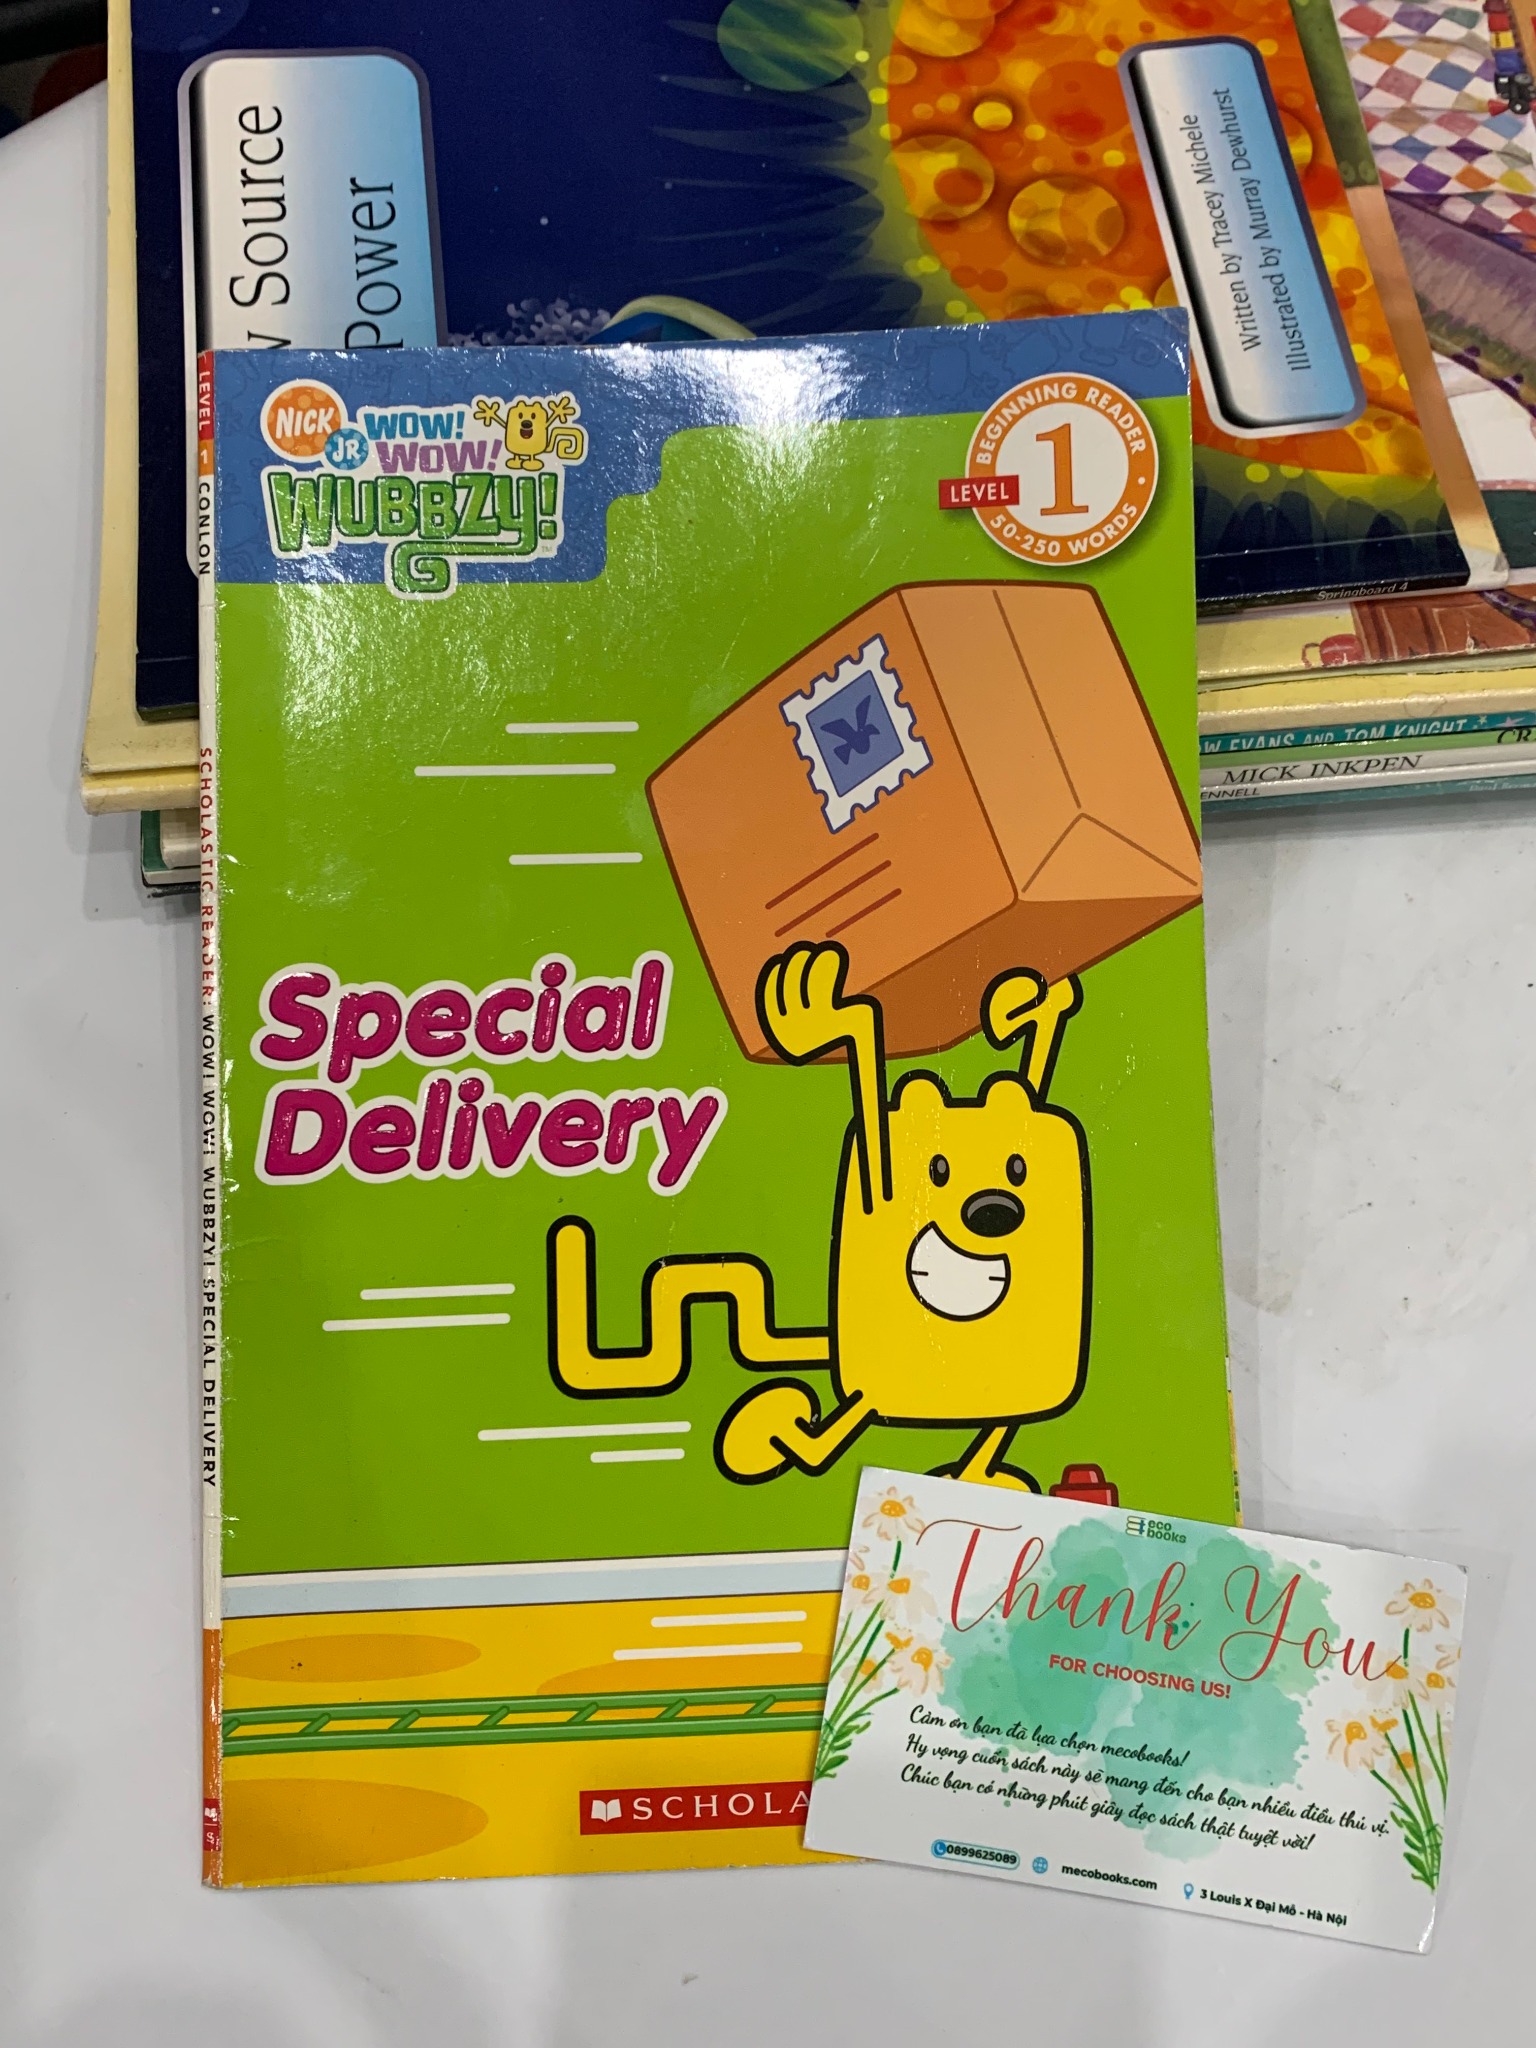 Source
Power
Written by Tracey Michele
Illustrated by Murray Dewhurst
Springboard 4
EVANS AND TOM KNIGHT
MICK INKPEN
LEVEL 1 CONLON SCHOLASTIC READER: WOW! WOW! WUBBZY! SPECIAL DELIVERY
NICK
JR
WOW!
WOW!
WUBBZY!
BEGINNING READER
LEVEL 1
50-250 WORDS
Special
Delivery
SCHOLA
eco
books
Thank You
FOR CHOOSING US!
Cảm ơn bạn đã lựa chọn mecobooks!
Hy vọng cuốn sách này sẽ mang đến cho bạn nhiều điều thú vị.
Chúc bạn có những phút giây đọc sách thật tuyệt vời!
0899625089
mecobooks.com
3 Louis X Đại Mỗ - Hà Nội